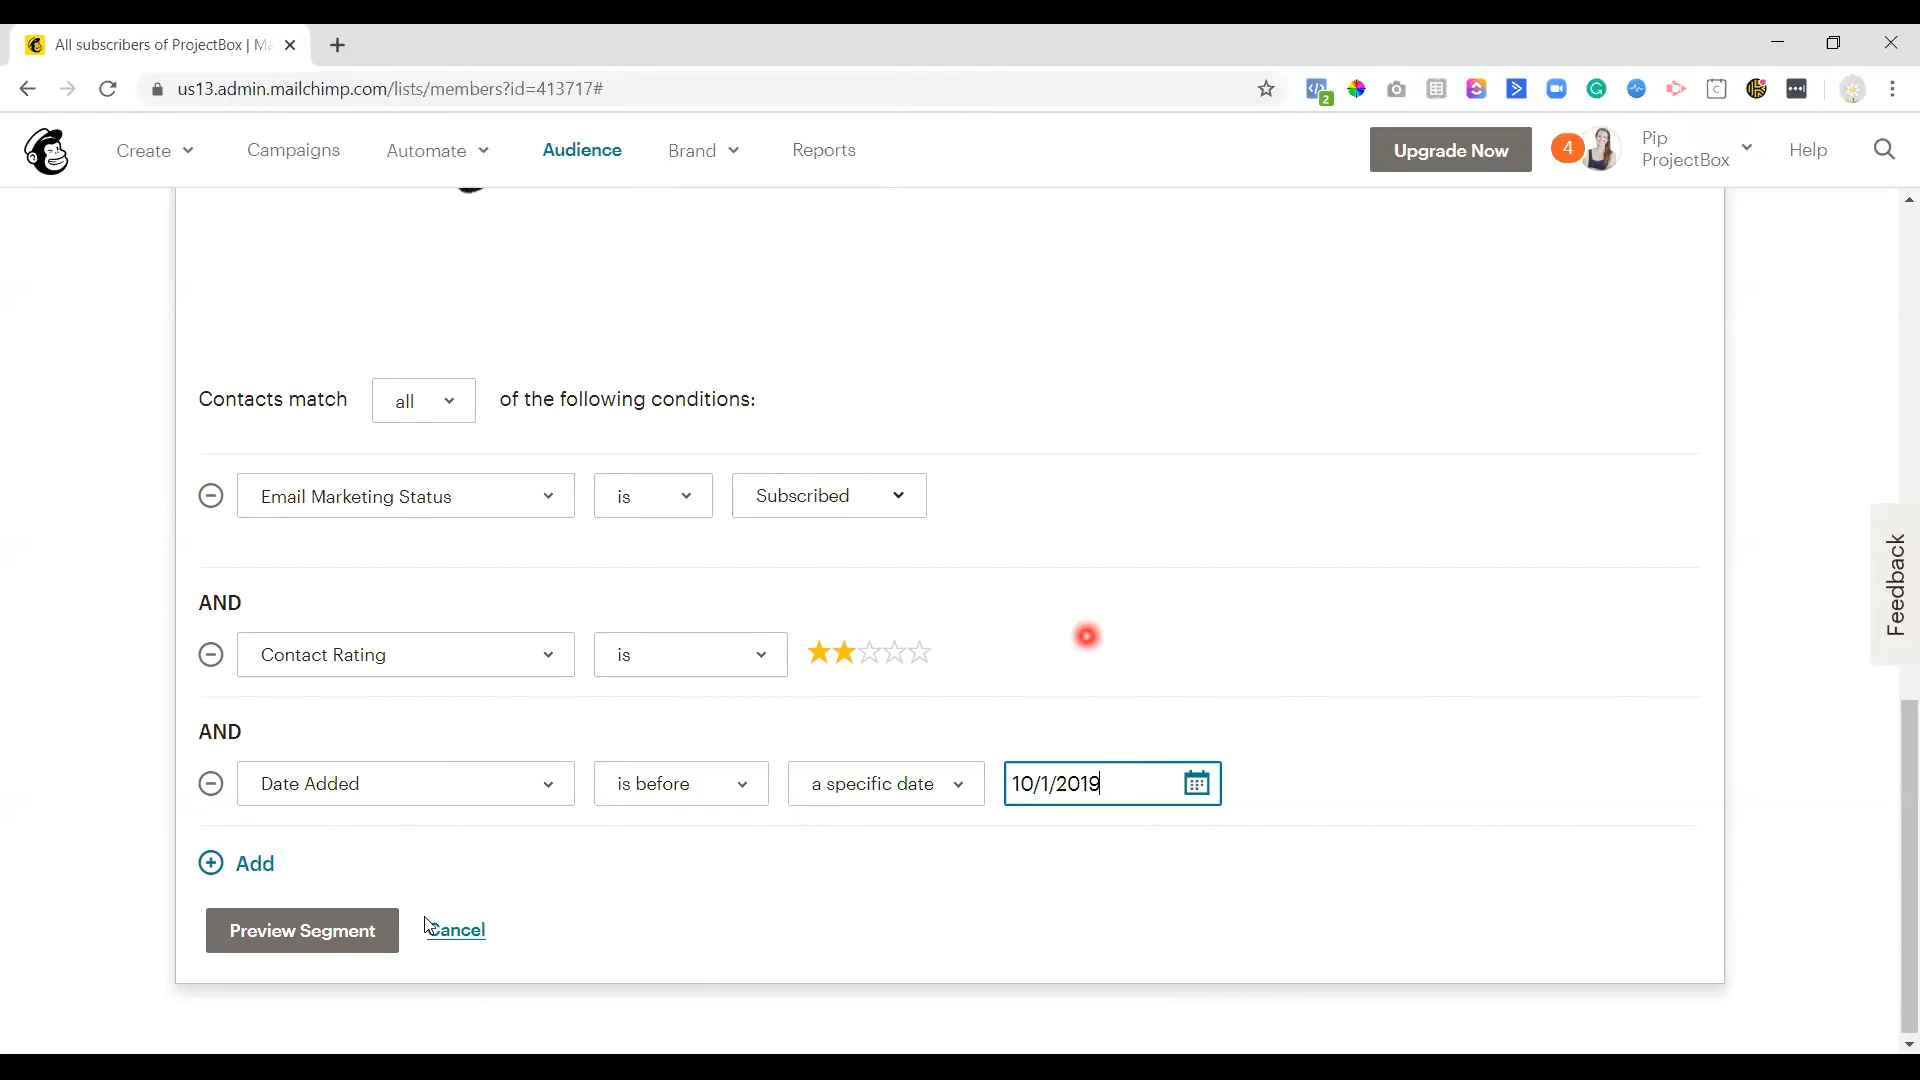 All subscribers of ProjectBox | Ma
us13.admin.mailchimp.com/lists/members?id=413717#
2
Create
Campaigns
Automate
Audience
Brand
Reports
Upgrade Now
4
Pip
ProjectBox
Help
Contacts match all of the following conditions:
Email Marketing Status is Subscribed
AND
Contact Rating is
AND
Date Added is before a specific date 10/1/2019
Add
Preview Segment Cancel
Feedback